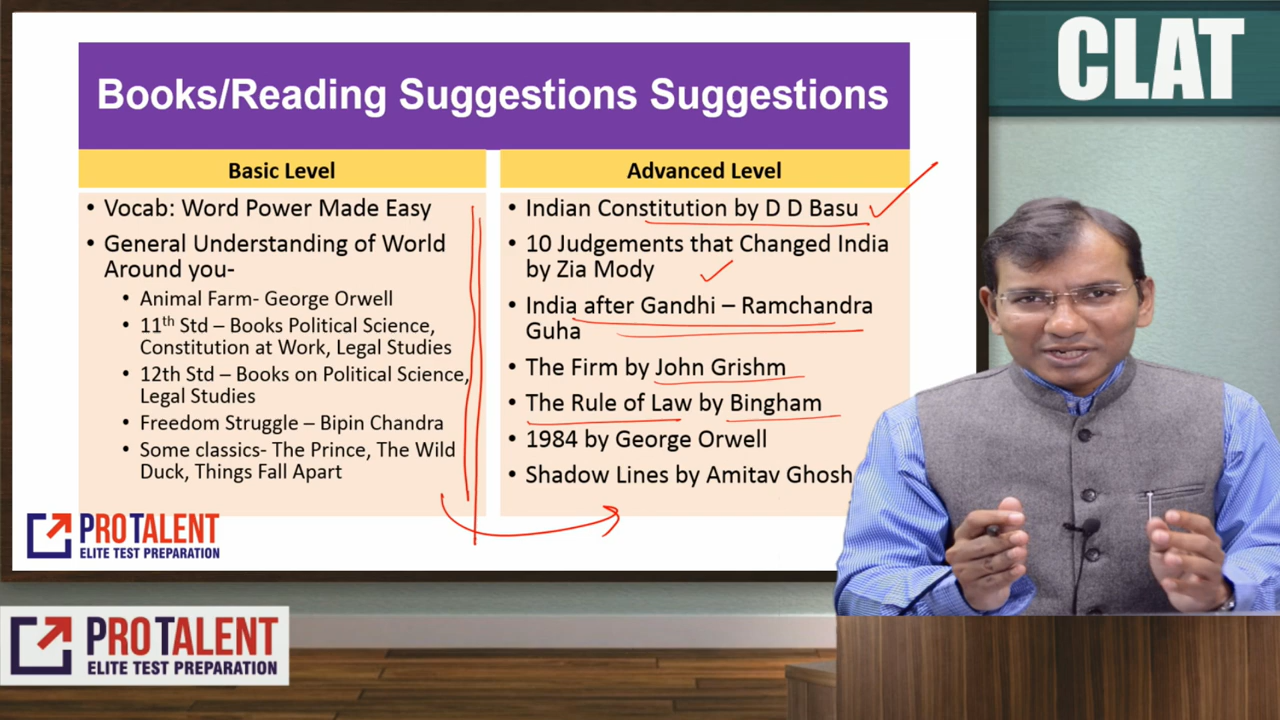 CLAT
Books/Reading Suggestions Suggestions
Basic Level
• Vocab: Word Power Made Easy
• General Understanding of World
Around you-
• Animal Farm- George Orwell
• 11th Std – Books Political Science,
Constitution at Work, Legal Studies
• 12th Std – Books on Political Science,
Legal Studies
• Freedom Struggle – Bipin Chandra
• Some classics- The Prince, The Wild
Duck, Things Fall Apart
Advanced Level
• Indian Constitution by D D Basu
• 10 Judgements that Changed India
by Zia Mody
• India after Gandhi – Ramchandra
Guha
• The Firm by John Grishm
• The Rule of Law by Bingham
• 1984 by George Orwell
• Shadow Lines by Amitav Ghosh
PROTALENT
ELITE TEST PREPARATION
PROTALENT
ELITE TEST PREPARATION